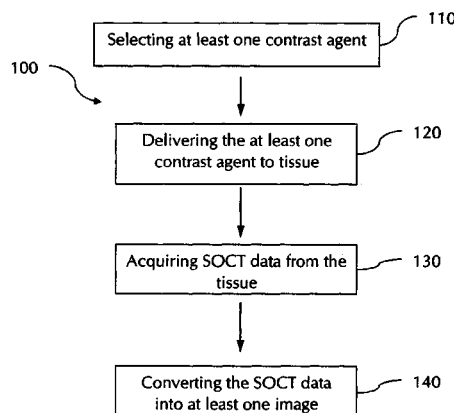 110
Selecting at least one contrast agent
100
120
Delivering the at least one
contrast agent to tissue
130
Acquiring SOCT data from the
tissue
140
Converting the SOCT data
into at least one image